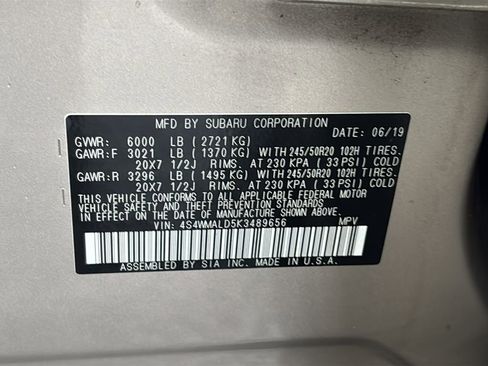 MFD BY SUBARU CORPORATION
GVWR: 6000 LB ( 2721 KG) DATE: 06/19
GAWR:F 3021 LB ( 1370 KG) WITH 245/50R20 102H TIRES.
20X7 1/2J RIMS. AT 230 KPA ( 33 PSI) COLD
GAWR:R 3296 LB ( 1495 KG) WITH 245/50R20 102H TIRES.
20X7 1/2J RIMS. AT 230 KPA ( 33 PSI) COLD
THIS VEHICLE CONFORMS TO ALL APPLICABLE FEDERAL MOTOR
VEHICLE SAFETY AND THEFT PREVENTION STANDARDS
IN EFFECT ON THE DATE OF MANUFACTURE SHOWN ABOVE.
VIN: 4S4WMALD5K3489656 MPV
ASSEMBLED BY SIA INC. MADE IN U.S.A.